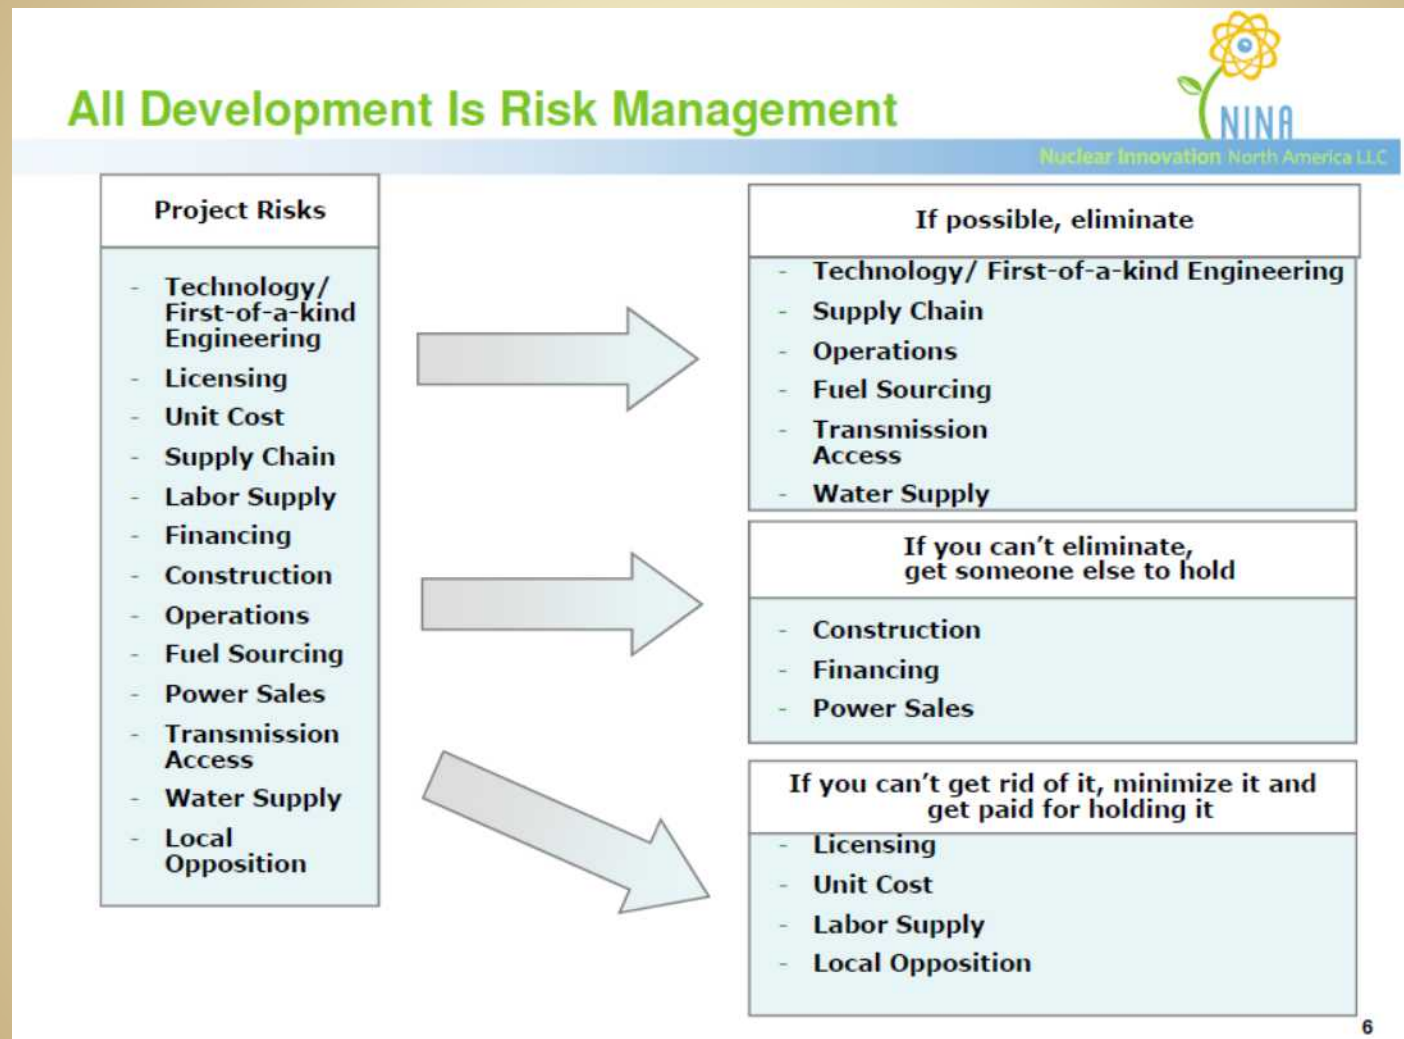 All Development Is Risk Management
NINA
Nuclear Innovation North America LLC
Project Risks
- Technology/
First-of-a-kind
Engineering
- Licensing
- Unit Cost
- Supply Chain
- Labor Supply
- Financing
- Construction
- Operations
- Fuel Sourcing
- Power Sales
- Transmission
Access
- Water Supply
- Local
Opposition
If possible, eliminate
- Technology/ First-of-a-kind Engineering
- Supply Chain
- Operations
- Fuel Sourcing
- Transmission
Access
- Water Supply
If you can't eliminate,
get someone else to hold
- Construction
- Financing
- Power Sales
If you can't get rid of it, minimize it and
get paid for holding it
- Licensing
- Unit Cost
- Labor Supply
- Local Opposition
6